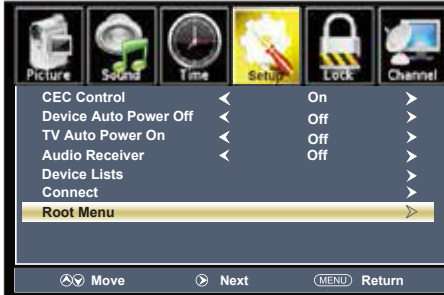 Picture Sound Time Setup Lock Channel
CEC Control On
Device Auto Power Off Off
TV Auto Power On Off
Audio Receiver Off
Device Lists
Connect
Root Menu
Move Next MENU Return